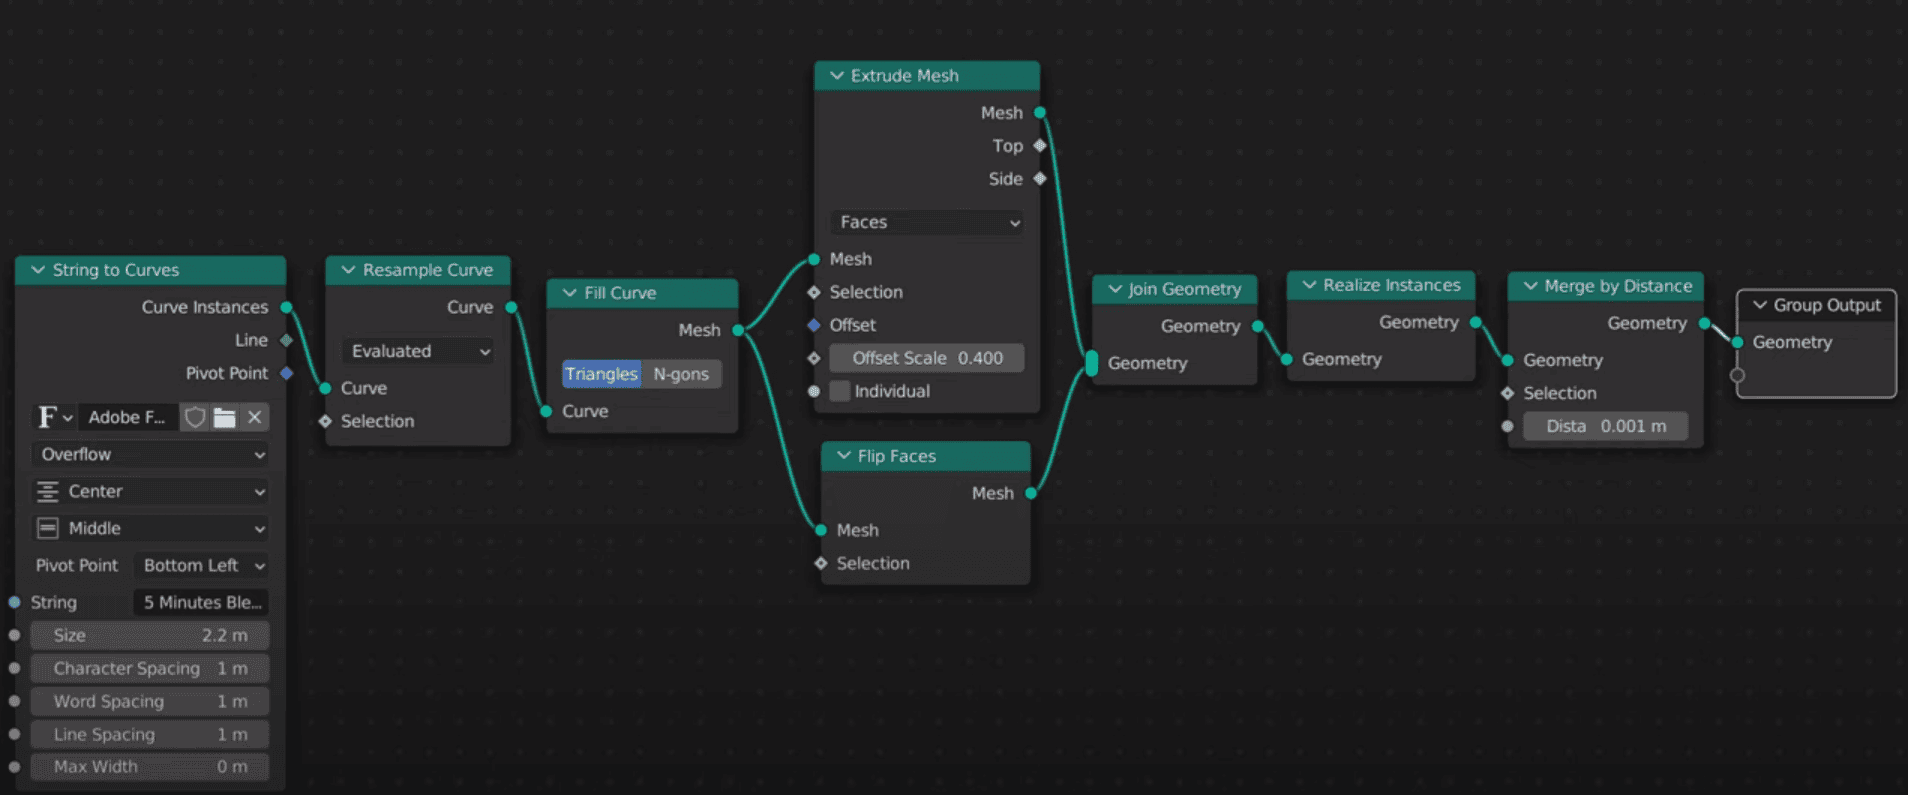 String to Curves
Curve Instances
Line
Pivot Point
F
Adobe F...
Overflow
Center
Middle
Pivot Point Bottom Left
String 5 Minutes Ble...
Size 2.2 m
Character Spacing 1 m
Word Spacing 1 m
Line Spacing 1 m
Max Width 0 m
Resample Curve
Curve
Evaluated
Curve
Selection
Fill Curve
Mesh
Triangles N-gons
Curve
Extrude Mesh
Mesh
Top
Side
Faces
Mesh
Selection
Offset
Offset Scale 0.400
Individual
Flip Faces
Mesh
Mesh
Selection
Join Geometry
Geometry
Geometry
Realize Instances
Geometry
Geometry
Merge by Distance
Geometry
Geometry
Selection
Dista 0.001 m
Group Output
Geometry